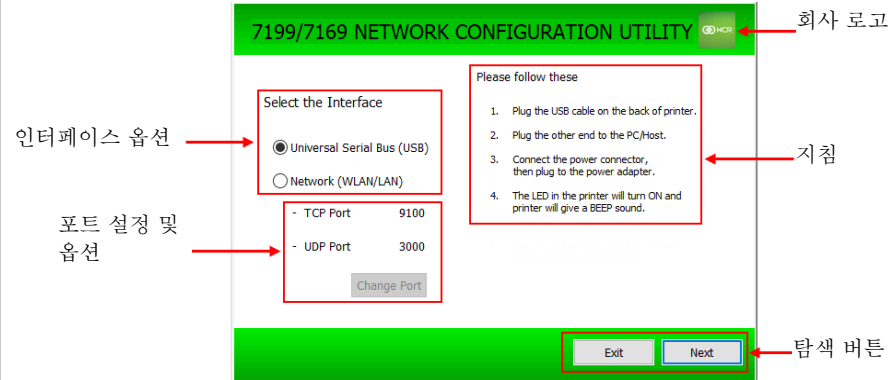 7199/7169 NETWORK CONFIGURATION UTILITY
NCR
회사 로고
인터페이스 옵션
Select the Interface
Universal Serial Bus (USB)
Network (WLAN/LAN)
포트 설정 및
옵션
- TCP Port 9100
- UDP Port 3000
Change Port
Please follow these
1. Plug the USB cable on the back of printer.
2. Plug the other end to the PC/Host.
3. Connect the power connector,
then plug to the power adapter.
4. The LED in the printer will turn ON and
printer will give a BEEP sound.
지침
Exit
Next
탐색 버튼